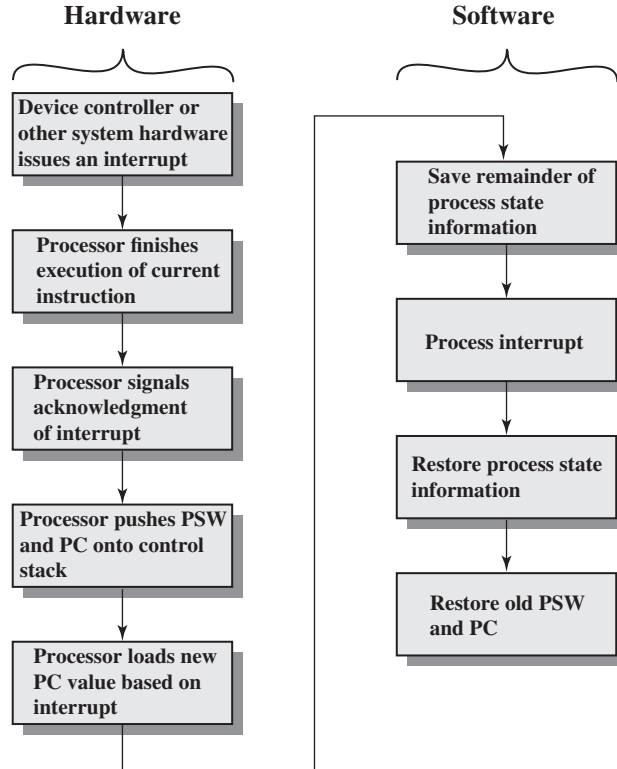 Hardware
Device controller or
other system hardware
issues an interrupt
Processor finishes
execution of current
instruction
Processor signals
acknowledgment
of interrupt
Processor pushes PSW
and PC onto control
stack
Processor loads new
PC value based on
interrupt
Software
Save remainder of
process state
information
Process interrupt
Restore process state
information
Restore old PSW
and PC